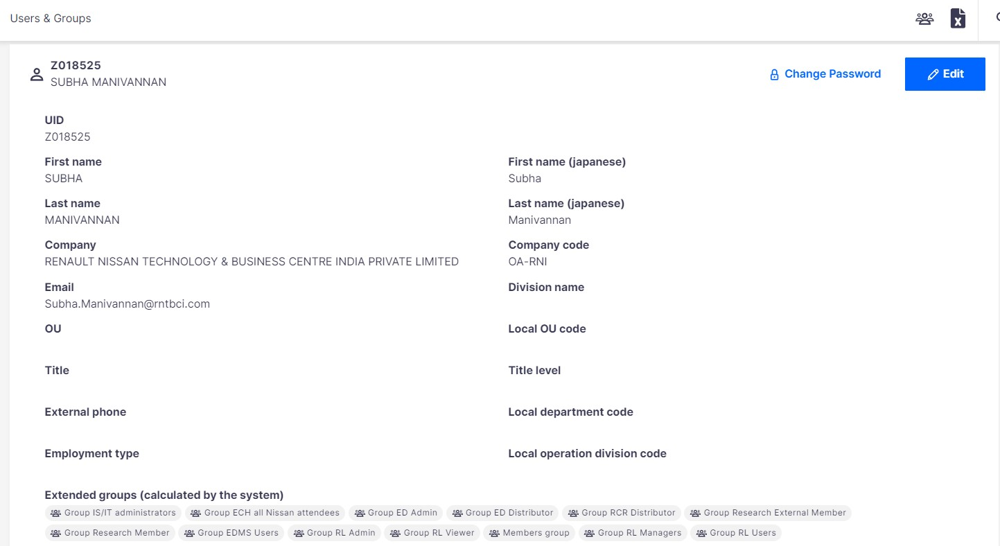 Users & Groups
Z018525
SUBHA MANIVANNAN
Change Password
Edit
UID
Z018525
First name
SUBHA
First name (japanese)
Subha
Last name
MANIVANNAN
Last name (japanese)
Manivannan
Company
RENAULT NISSAN TECHNOLOGY & BUSINESS CENTRE INDIA PRIVATE LIMITED
Company code
OA-RNI
Email
Subha.Manivannan@rntbci.com
Division name
OU
Local OU code
Title
Title level
External phone
Local department code
Employment type
Local operation division code
Extended groups (calculated by the system)
Group IS/IT administrators Group ECH all Nissan attendees Group ED Admin Group ED Distributor Group RCR Distributor Group Research External Member
Group Research Member Group EDMS Users Group RL Admin Group RL Viewer Members group Group RL Managers Group RL Users